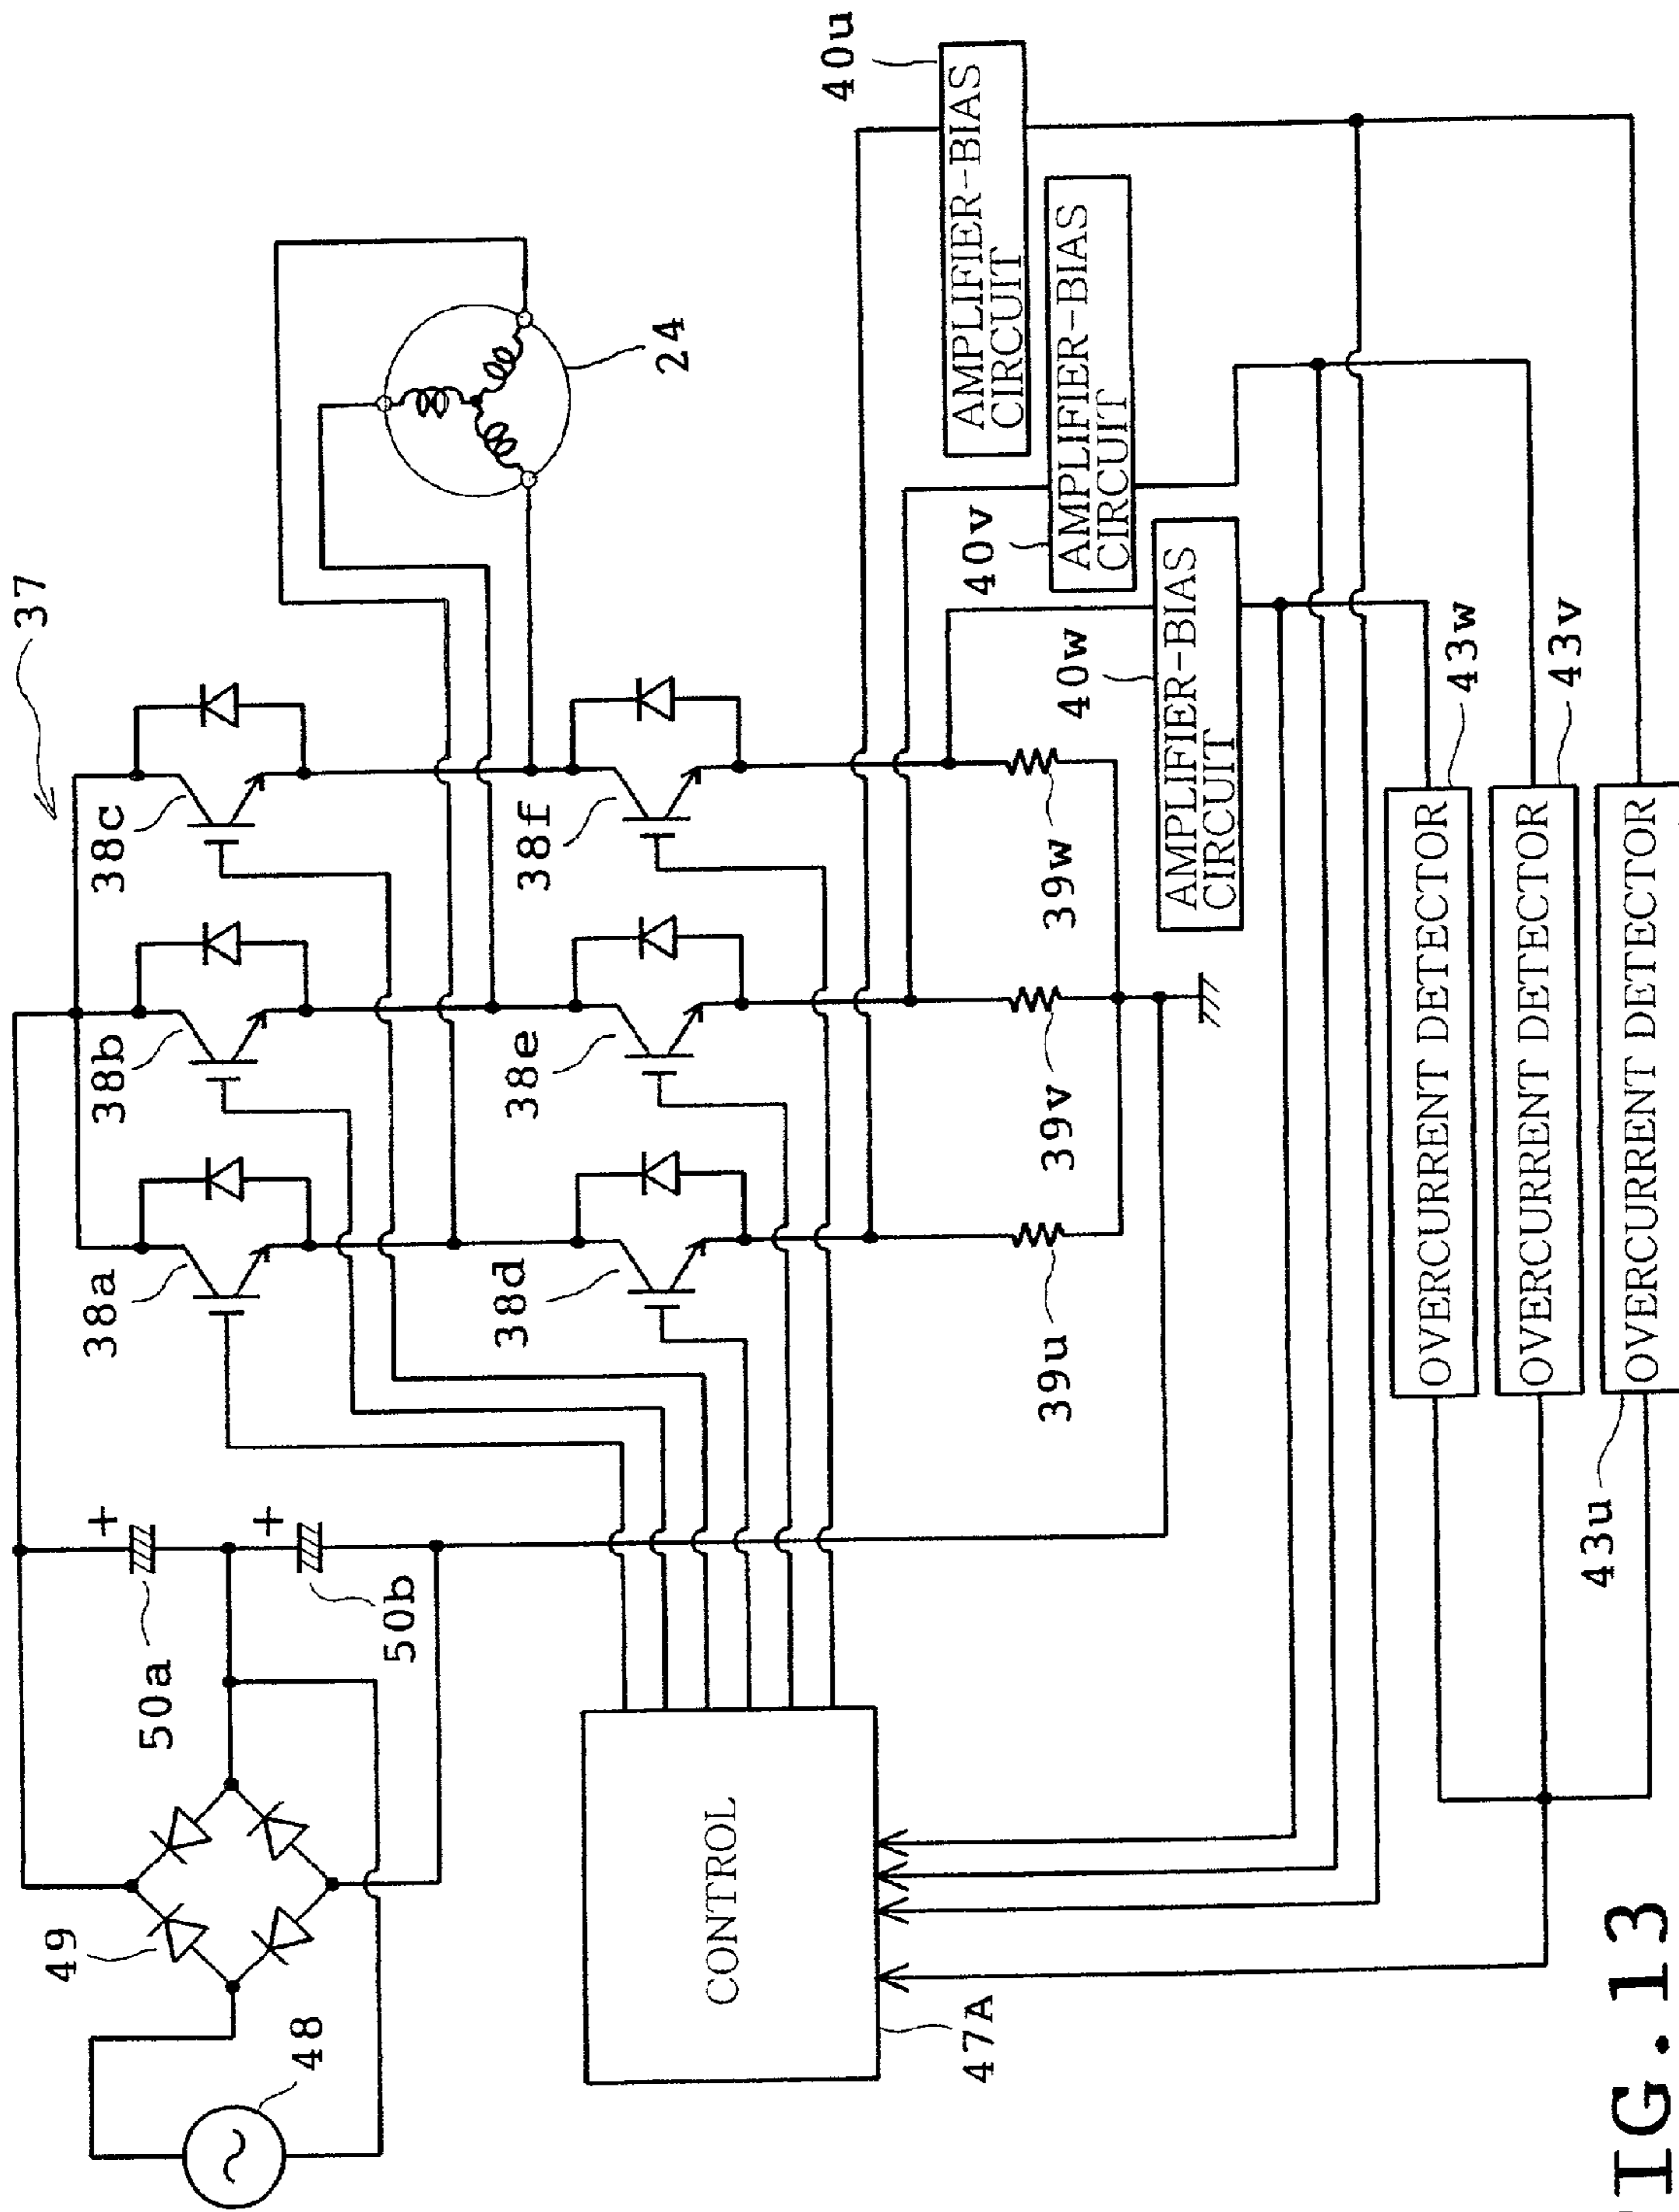 37
48
49
50a
50b
38a
38b
38c
38d
38e
38f
24
CONTROL
47A
39u
39v
39w
40u
AMPLIFIER-BIAS
CIRCUIT
40v
AMPLIFIER-BIAS
CIRCUIT
40w
AMPLIFIER-BIAS
CIRCUIT
OVERCURRENT DETECTOR
43w
OVERCURRENT DETECTOR
43v
OVERCURRENT DETECTOR
43u
+
+
IG.13